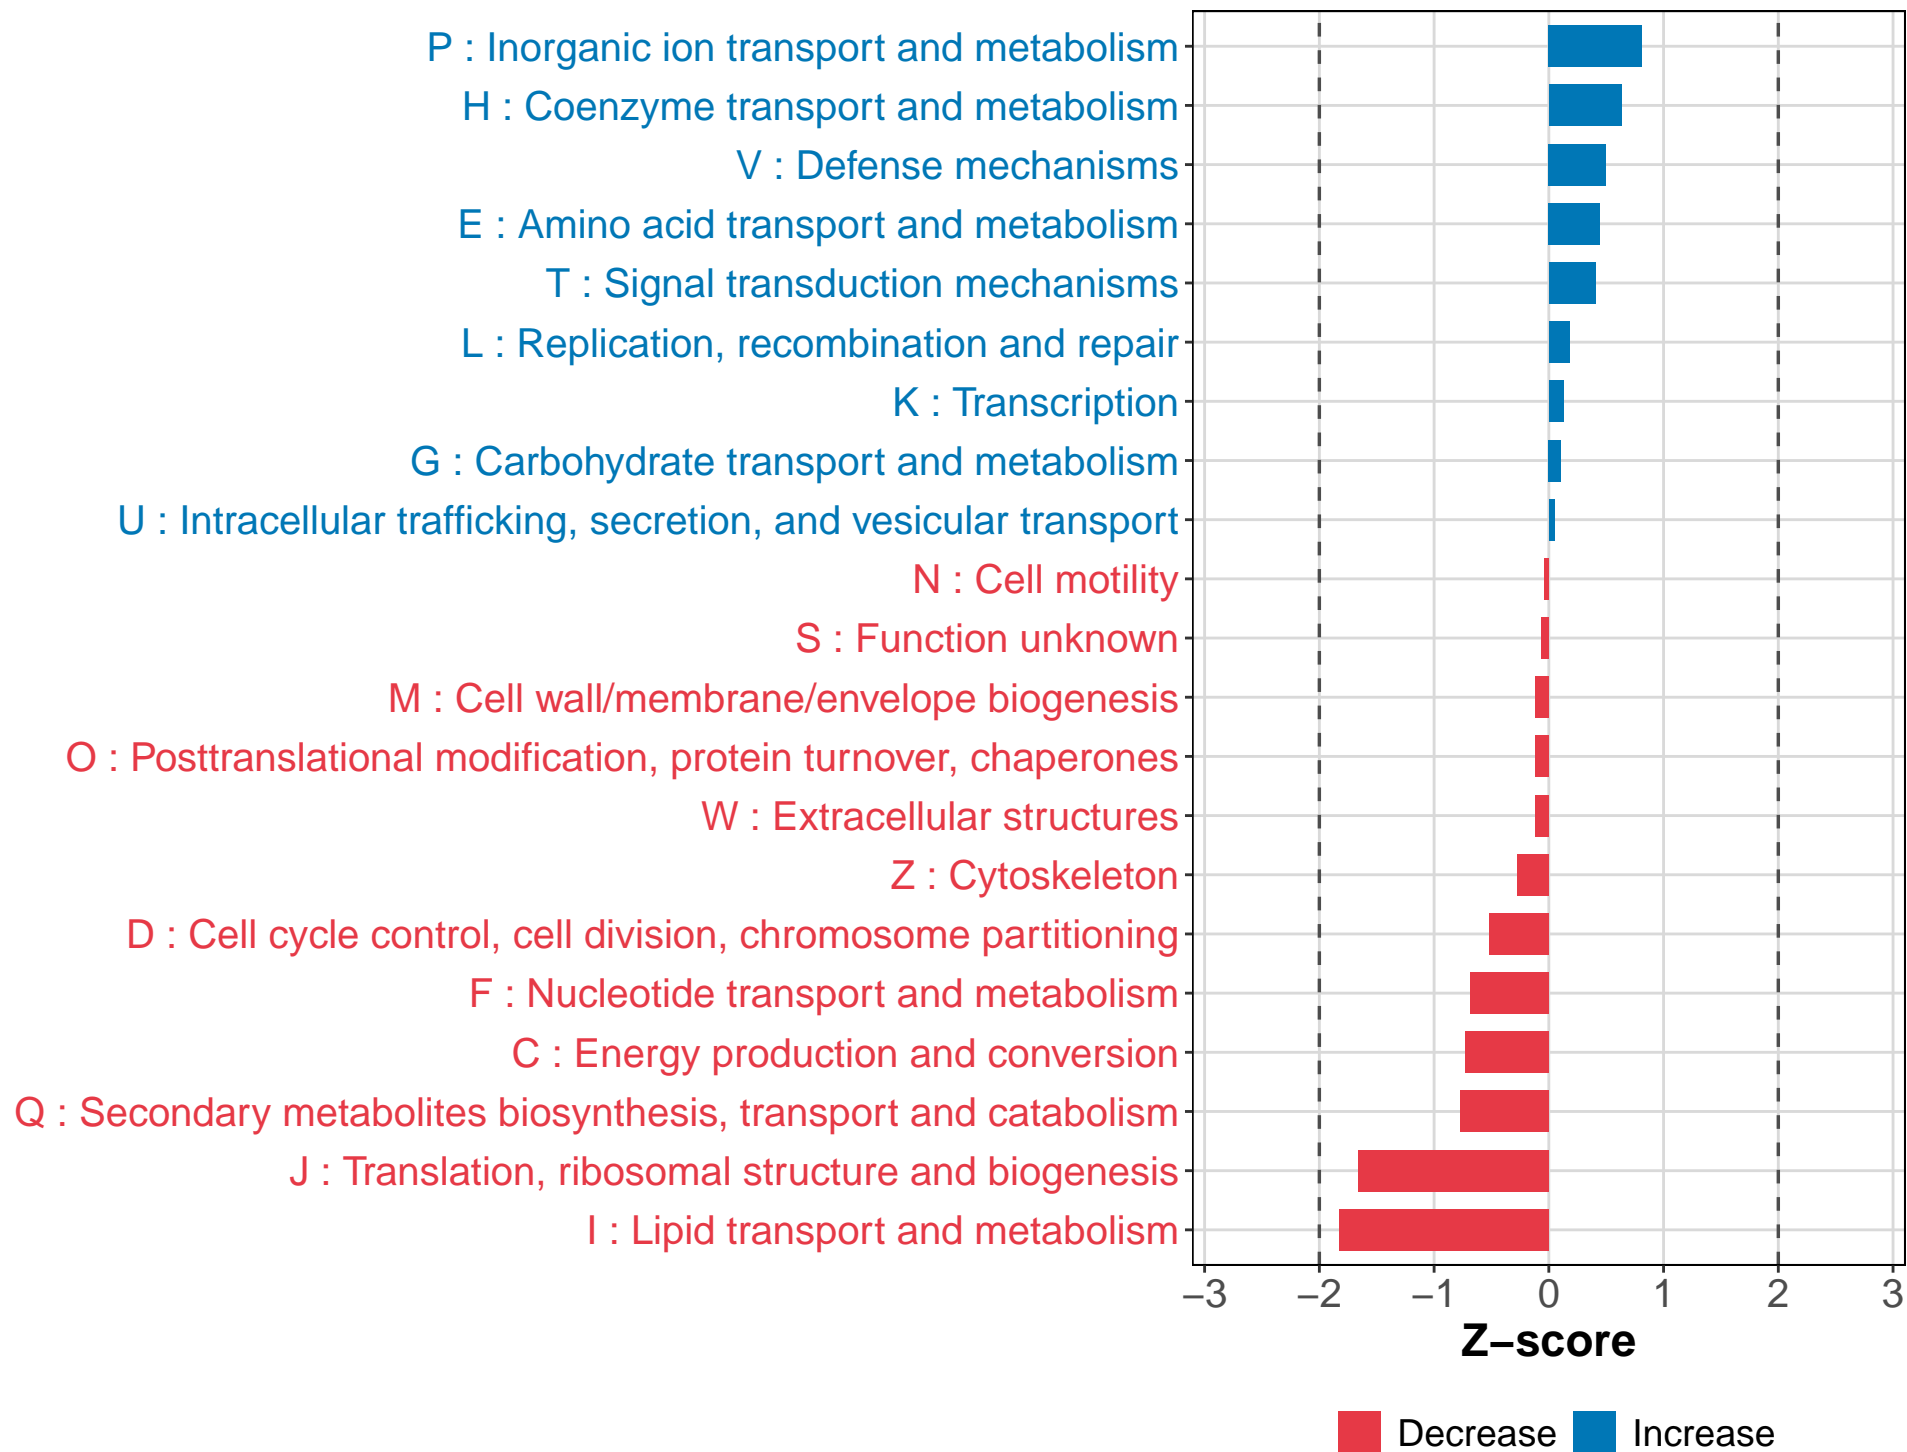 P : Inorganic ion transport and metabolism
H : Coenzyme transport and metabolism
V : Defense mechanisms
E : Amino acid transport and metabolism
T : Signal transduction mechanisms
L : Replication, recombination and repair
K : Transcription
G : Carbohydrate transport and metabolism
U : Intracellular trafficking, secretion, and vesicular transport
N : Cell motility
S : Function unknown
M : Cell wall/membrane/envelope biogenesis
O : Posttranslational modification, protein turnover, chaperones
W : Extracellular structures
Z : Cytoskeleton
D : Cell cycle control, cell division, chromosome partitioning
F : Nucleotide transport and metabolism
C : Energy production and conversion
Q : Secondary metabolites biosynthesis, transport and catabolism
J : Translation, ribosomal structure and biogenesis
I : Lipid transport and metabolism
−3 −2 −1 0 1 2 3
Z−score
Decrease Increase